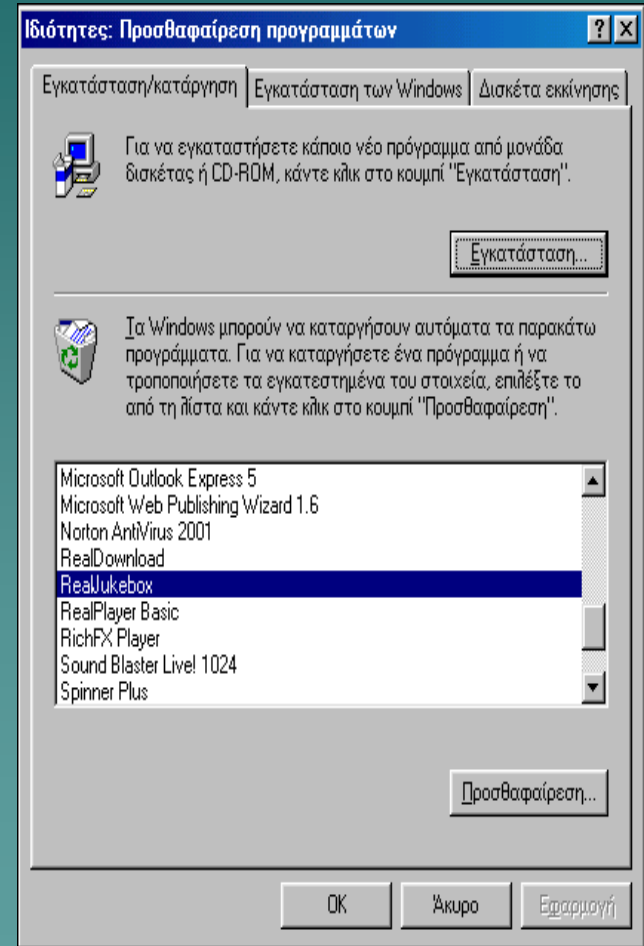 Ιδιότητες: Προσθαφαίρεση προγραμμάτων
Εγκατάσταση/κατάργηση
Εγκατάσταση των Windows
Δισκέτα εκκίνησης
Για να εγκαταστήσετε κάποιο νέο πρόγραμμα από μονάδα
δισκέτας ή CD-ROM, κάντε κλικ στο κουμπί "Εγκατάσταση".
Εγκατάσταση...
Τα Windows μπορούν να καταργήσουν αυτόματα τα παρακάτω
προγράμματα. Για να καταργήσετε ένα πρόγραμμα ή να
τροποποιήσετε τα εγκατεστημένα του στοιχεία, επιλέξτε το
από τη λίστα και κάντε κλικ στο κουμπί "Προσθαφαίρεση".
Microsoft Outlook Express 5
Microsoft Web Publishing Wizard 1.6
Norton AntiVirus 2001
RealDownload
RealJukebox
RealPlayer Basic
RichFX Player
Sound Blaster Live! 1024
Spinner Plus
Προσθαφαίρεση...
OK
Άκυρο
Εφαρμογή